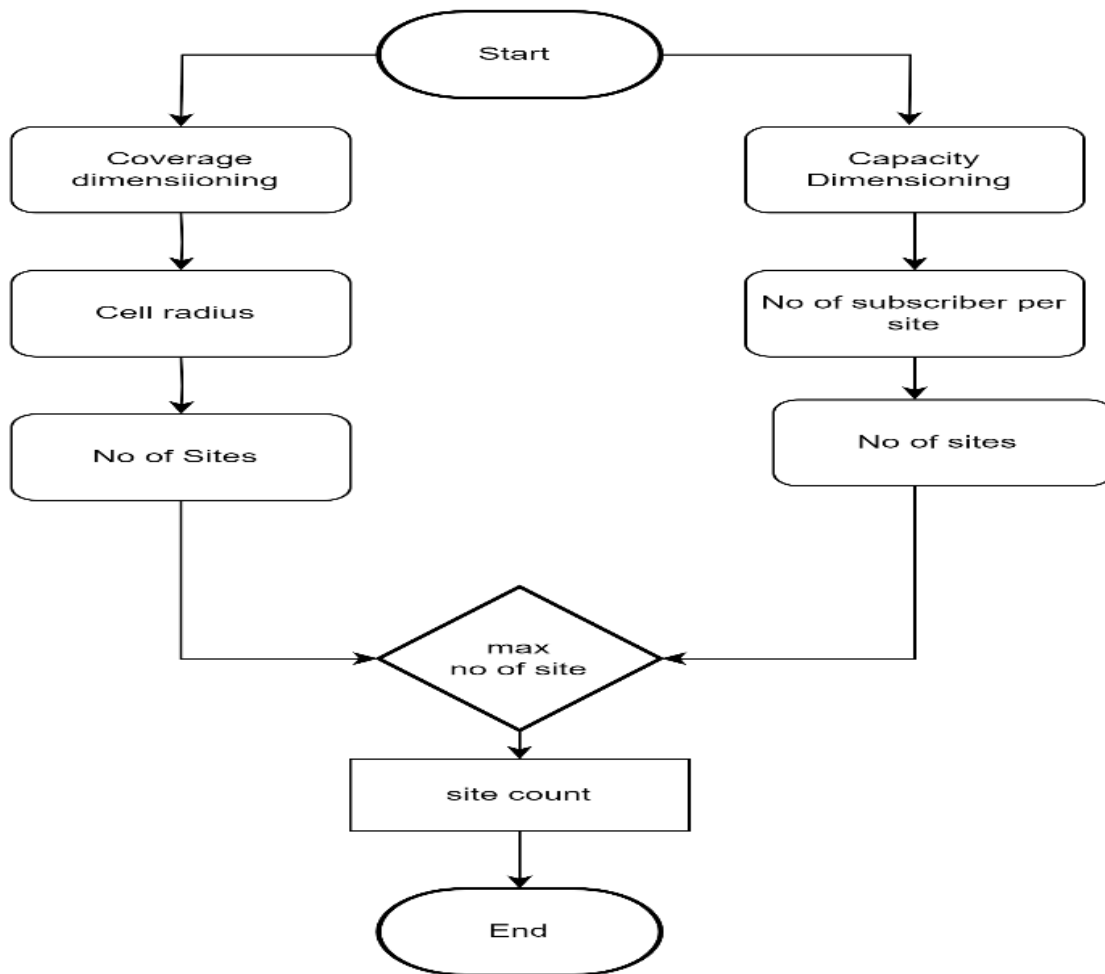 Start
Coverage
dimensiioning
Capacity
Dimensioning
Cell radius
No of subscriber per
site
No of Sites
No of sites
max
no of site
site count
End